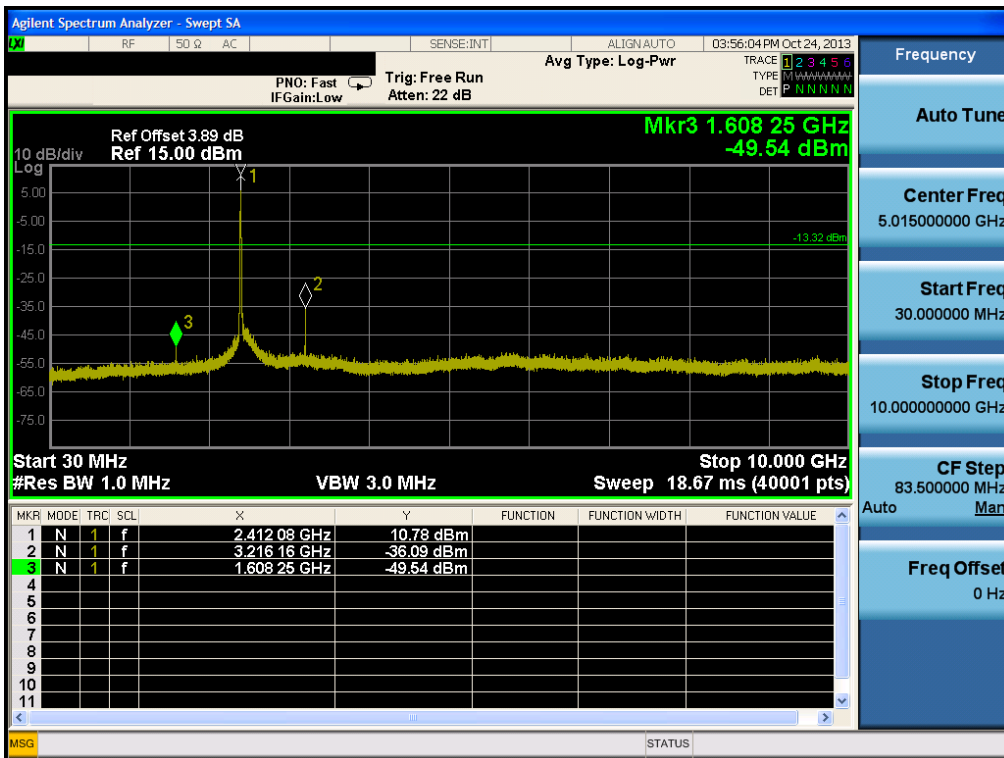 Agilent Spectrum Analyzer - Swept SA
LXI RF 50 Ω AC SENSE:INT ALIGN AUTO 03:56:04 PM Oct 24, 2013
Frequency
Avg Type: Log-Pwr
TRACE 1 2 3 4 5 6
PNO: Fast Trig: Free Run
TYPE M W W W W W
IFGain:Low Atten: 22 dB
DET P N N N N N
Auto Tune
Mkr3 1.608 25 GHz
Ref Offset 3.89 dB
-49.54 dBm
10 dB/div Ref 15.00 dBm
Log
1
5.00
-5.00
-13.32 dBm
-15.0
-25.0
2
-35.0
3
-45.0
-55.0
-65.0
-75.0
Center Freq
5.015000000 GHz
Start Freq
30.000000 MHz
Stop Freq
10.000000000 GHz
Start 30 MHz Stop 10.000 GHz
#Res BW 1.0 MHz VBW 3.0 MHz Sweep 18.67 ms (40001 pts)
CF Step
83.500000 MHz
Auto Man
Freq Offset
0 Hz
MKR MODE TRC SCL X Y FUNCTION FUNCTION WIDTH FUNCTION VALUE
1 N 1 f 2.412 08 GHz 10.78 dBm
2 N 1 f 3.216 16 GHz -36.09 dBm
3 N 1 f 1.608 25 GHz -49.54 dBm
4
5
6
7
8
9
10
11
MSG STATUS